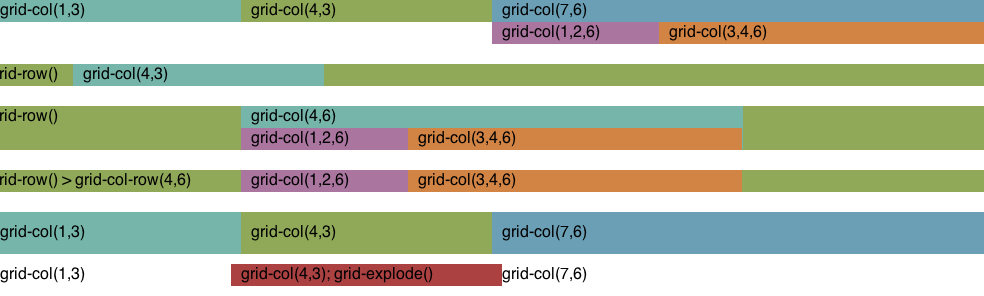 grid-col(1,3) grid-col(4,3) grid-col(7,6)
grid-col(1,2,6) grid-col(3,4,6)
rid-row() grid-col(4,3)
rid-row() grid-col(4,6)
grid-col(1,2,6) grid-col(3,4,6)
rid-row() > grid-col-row(4,6) grid-col(1,2,6) grid-col(3,4,6)
grid-col(1,3) grid-col(4,3) grid-col(7,6)
grid-col(1,3) grid-col(4,3); grid-explode() grid-col(7,6)